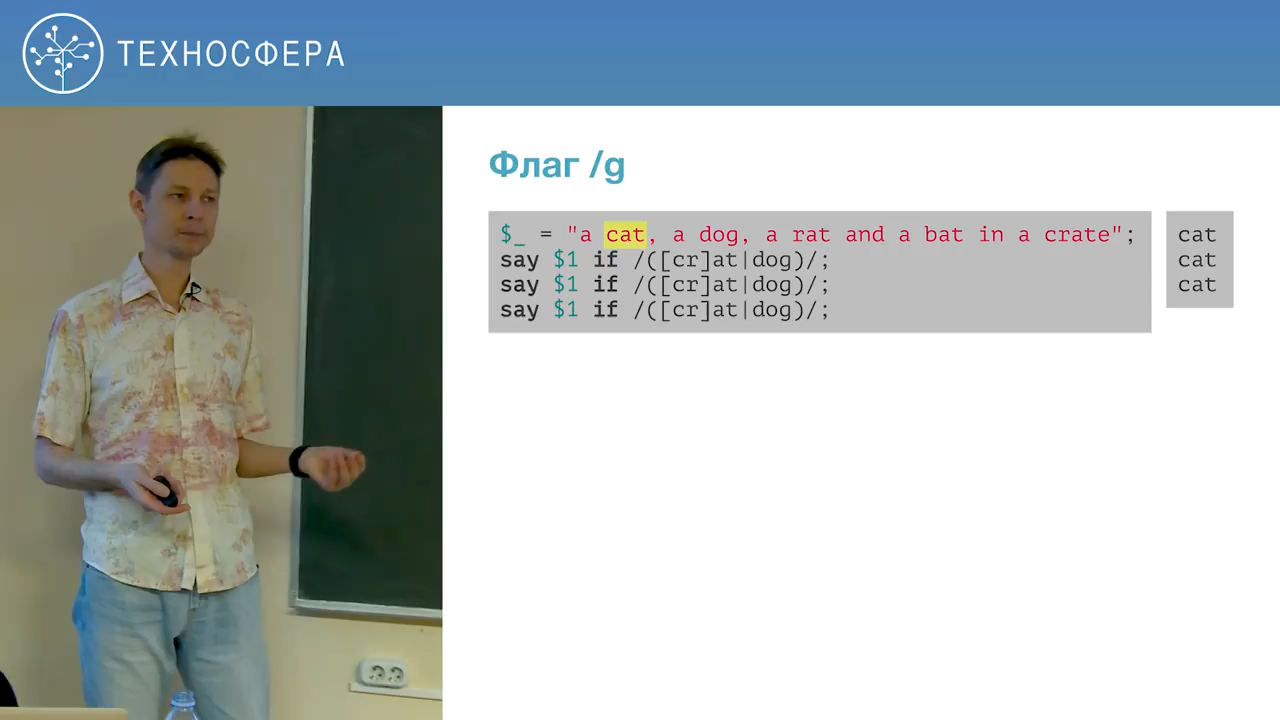 ТЕХНОСФЕРА
Флаг /g
$_ = "a cat, a dog, a rat and a bat in a crate";
say $1 if /([cr]at|dog)/;
say $1 if /([cr]at|dog)/;
say $1 if /([cr]at|dog)/;
cat
cat
cat